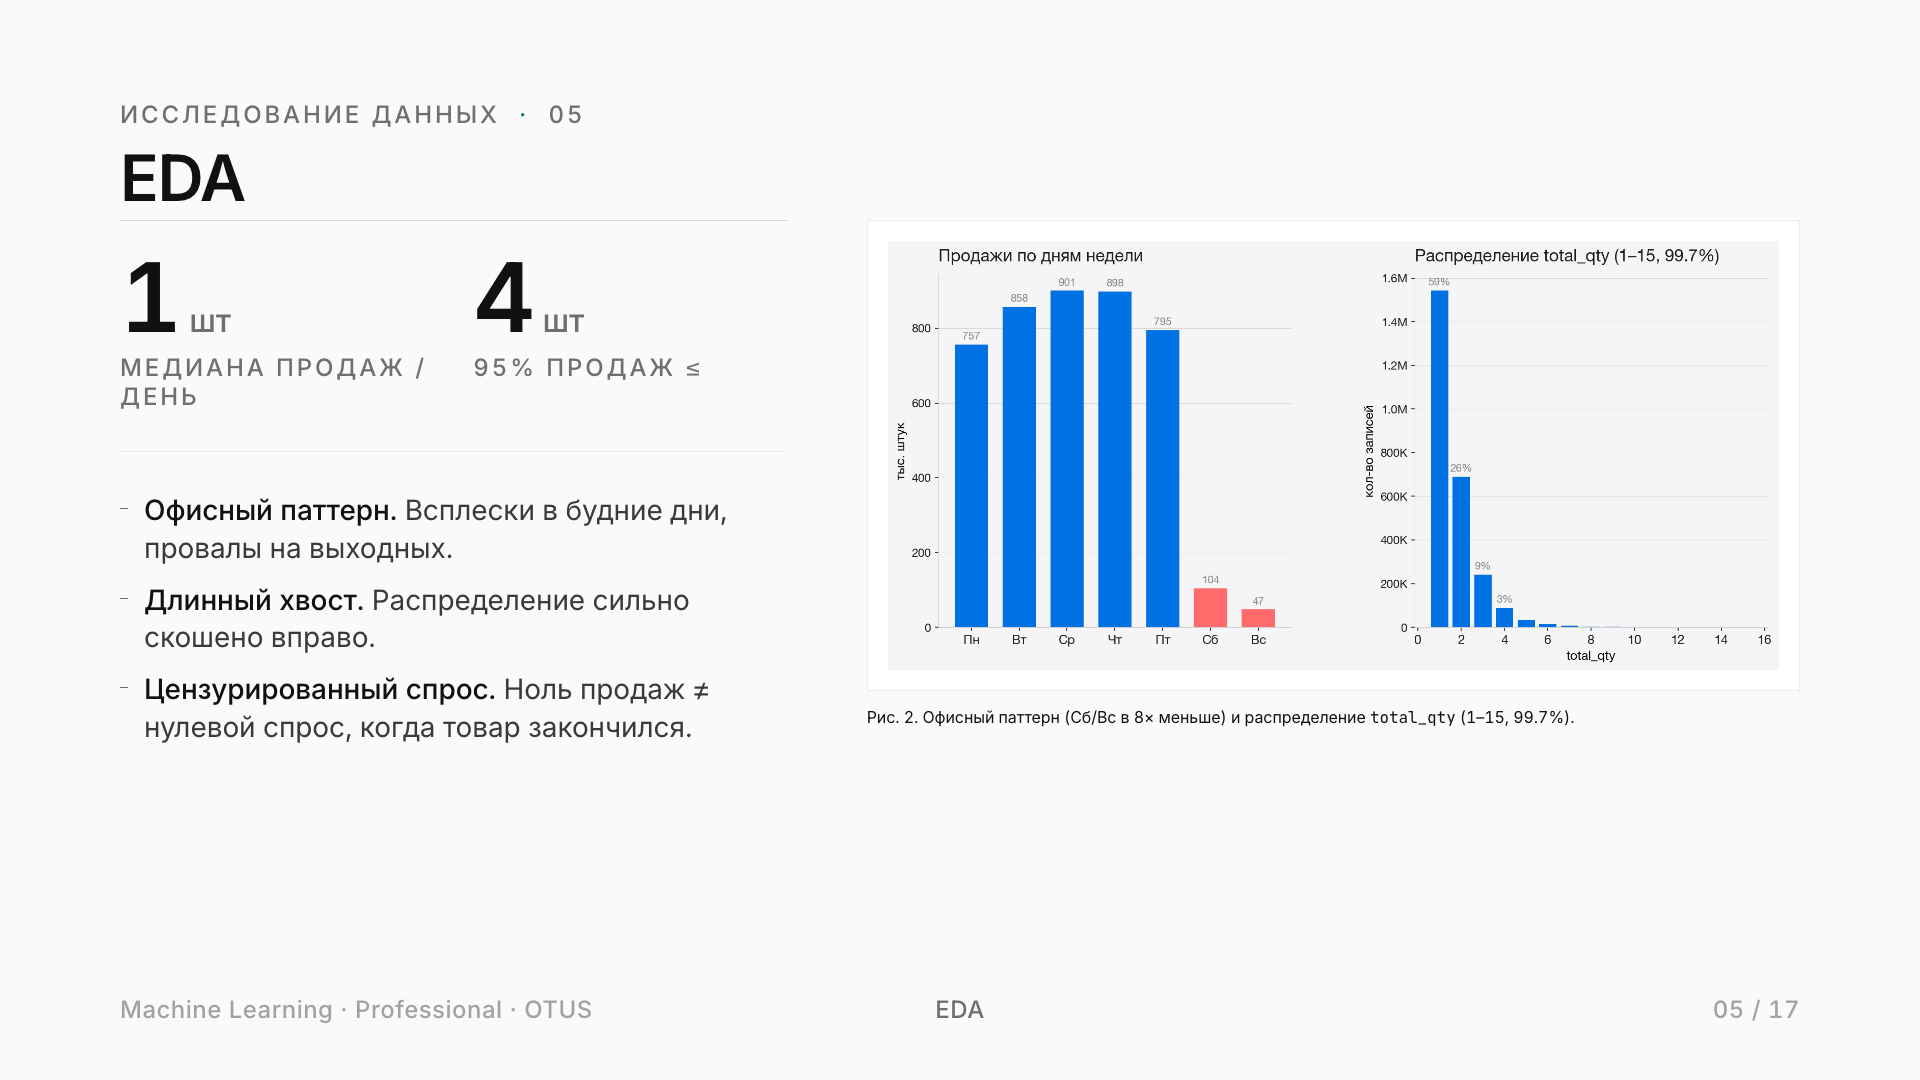 ИССЛЕДОВАНИЕ ДАННЫХ · 05
EDA
1 шт
МЕДИАНА ПРОДАЖ /
ДЕНЬ
4 шт
95% ПРОДАЖ ≤
– Офисный паттерн. Всплески в будние дни,
провалы на выходных.
– Длинный хвост. Распределение сильно
скошено вправо.
– Цензурированный спрос. Ноль продаж ≠
нулевой спрос, когда товар закончился.
Продажи по дням недели
тыс. штук
800
600
400
200
0
757
858
901
898
795
104
47
Пн Вт Ср Чт Пт Сб Вс
Распределение total_qty (1–15, 99.7%)
кол-во записей
1.6M
1.4M
1.2M
1.0M
800K
600K
400K
200K
0
59%
26%
9%
3%
0 2 4 6 8 10 12 14 16
total_qty
Рис. 2. Офисный паттерн (Сб/Вс в 8× меньше) и распределение total_qty (1–15, 99.7%).
Machine Learning · Professional · OTUS
EDA
05 / 17